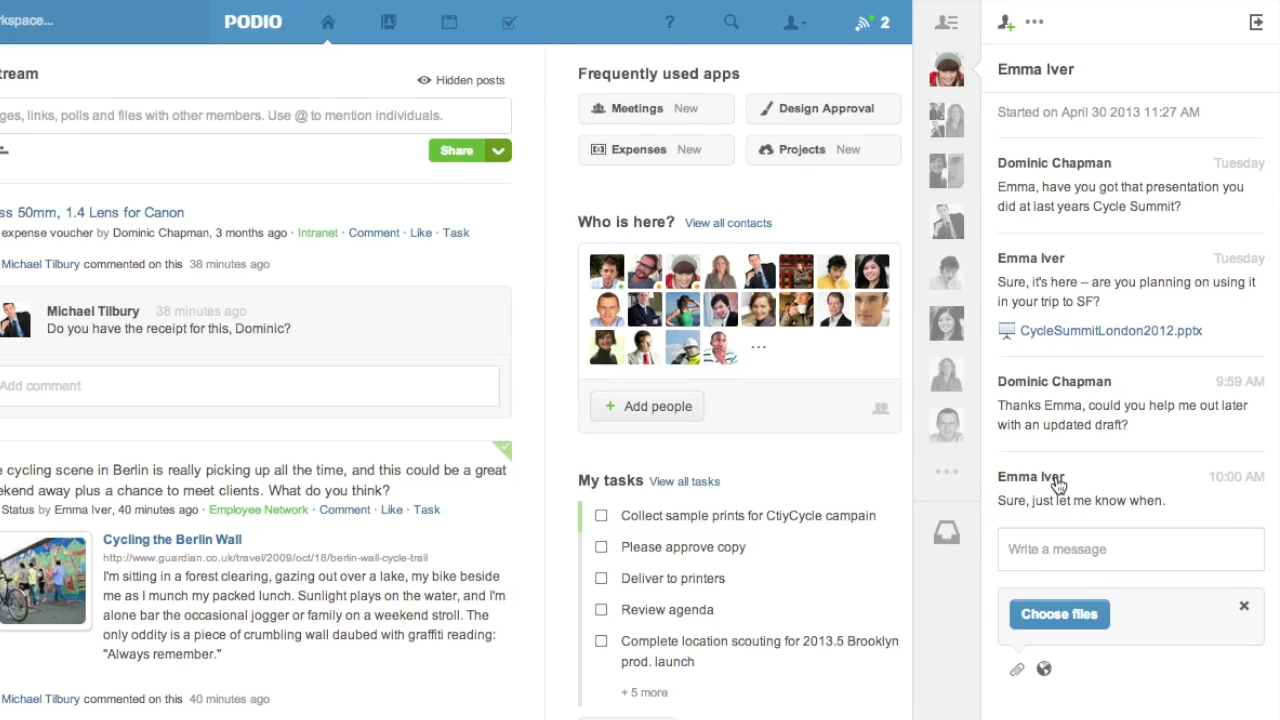 rkspace...
PODIO
?
2
ream
Hidden posts
ges, links, polls and files with other members. Use @ to mention individuals.
Share
ss 50mm, 1.4 Lens for Canon
expense voucher by Dominic Chapman, 3 months ago · Intranet · Comment · Like · Task
Michael Tilbury commented on this 38 minutes ago
Michael Tilbury 38 minutes ago
Do you have the receipt for this, Dominic?
Add comment
e cycling scene in Berlin is really picking up all the time, and this could be a great
ekend away plus a chance to meet clients. What do you think?
Status by Emma Iver, 40 minutes ago · Employee Network · Comment · Like · Task
Cycling the Berlin Wall
http://www.guardian.co.uk/travel/2009/oct/18/berlin-wall-cycle-trail
I'm sitting in a forest clearing, gazing out over a lake, my bike beside
me as I munch my packed lunch. Sunlight plays on the water, and I'm
alone bar the occasional jogger or family on a weekend stroll. The
only oddity is a piece of crumbling wall daubed with graffiti reading:
"Always remember."
Michael Tilbury commented on this 40 minutes ago
Frequently used apps
Meetings New
Design Approval
Expenses New
Projects New
Who is here? View all contacts
...
+ Add people
My tasks View all tasks
Collect sample prints for CtiyCycle campain
Please approve copy
Deliver to printers
Review agenda
Complete location scouting for 2013.5 Brooklyn
prod. launch
+ 5 more
Emma Iver
Started on April 30 2013 11:27 AM
Dominic Chapman Tuesday
Emma, have you got that presentation you
did at last years Cycle Summit?
Emma Iver Tuesday
Sure, it's here – are you planning on using it
in your trip to SF?
CycleSummitLondon2012.pptx
Dominic Chapman 9:59 AM
Thanks Emma, could you help me out later
with an updated draft?
Emma Iver 10:00 AM
Sure, just let me know when.
Write a message
Choose files